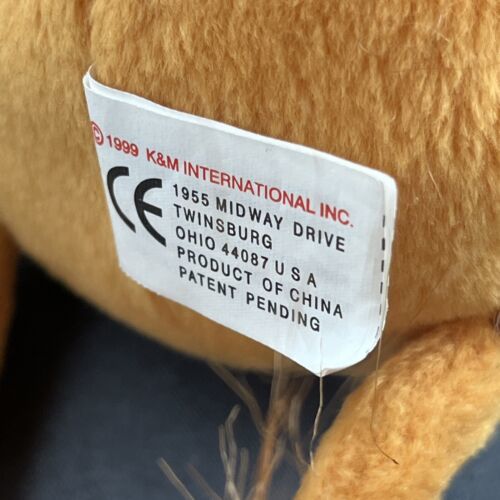 © 1999 K&M INTERNATIONAL INC.
CE
1955 MIDWAY DRIVE
TWINSBURG
OHIO 44087 U S A
PRODUCT OF CHINA
PATENT PENDING